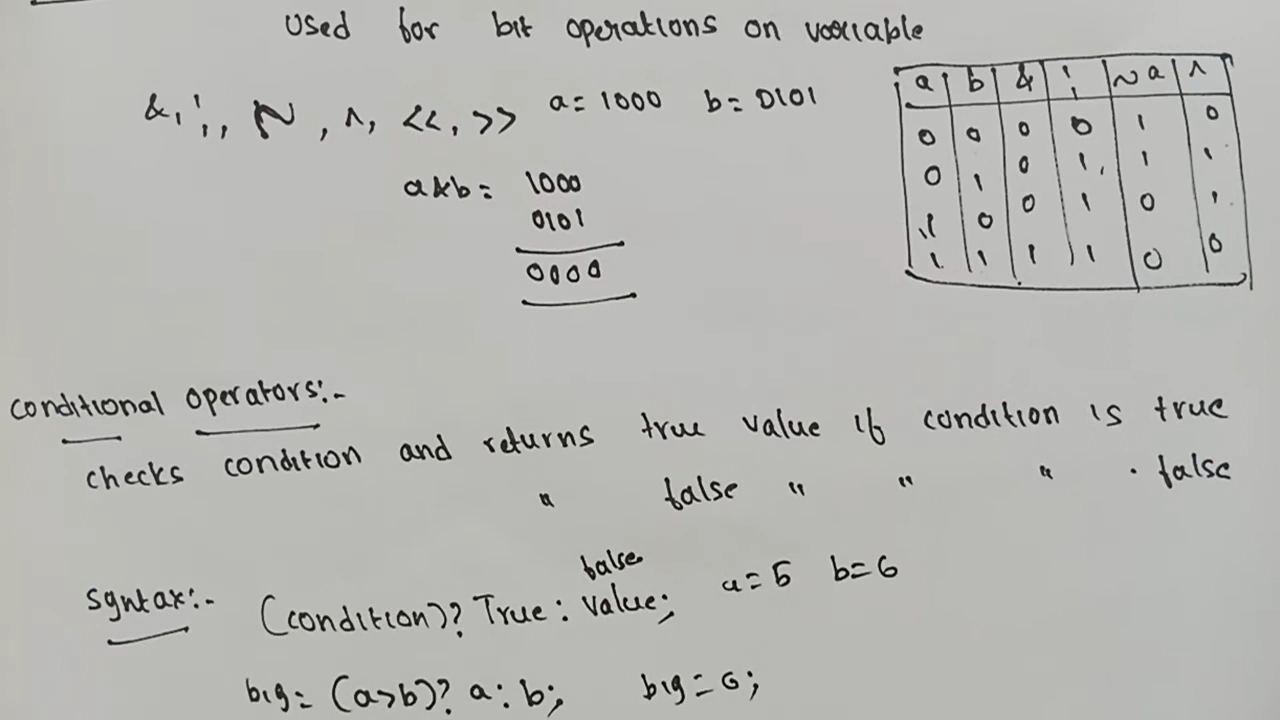 Used for bit operations on variable
&, ¦, ~, ^, <<, >> a = 1000 b = 0101
a & b = 1000
0101
0000
a b & ¦ ~a ^
0 0 0 0 1 0
0 1 0 1 1 1
1 0 0 1 0 1
1 1 1 1 0 0
conditional operators:-
checks condition and returns true value if condition is true
" false " " " . false
Syntax:- (condition)? True : false value; a = 5 b = 6
big = (a>b)? a : b; big = 6;